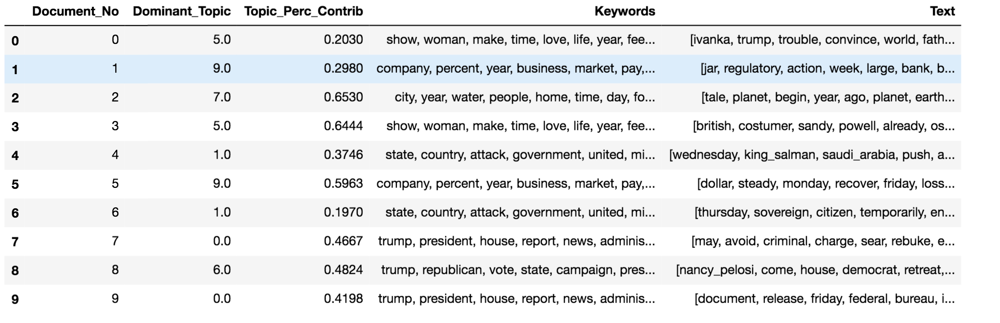 Document_No Dominant_Topic Topic_Perc_Contrib Keywords Text
0 0 5.0 0.2030 show, woman, make, time, love, life, year, fee... [ivanka, trump, trouble, convince, world, fath...
1 1 9.0 0.2980 company, percent, year, business, market, pay,... [jar, regulatory, action, week, large, bank, b...
2 2 7.0 0.6530 city, year, water, people, home, time, day, fo... [tale, planet, begin, year, ago, planet, earth...
3 3 5.0 0.6444 show, woman, make, time, love, life, year, fee... [british, costumer, sandy, powell, already, os...
4 4 1.0 0.3746 state, country, attack, government, united, mi... [wednesday, king_salman, saudi_arabia, push, a...
5 5 9.0 0.5963 company, percent, year, business, market, pay,... [dollar, steady, monday, recover, friday, loss...
6 6 1.0 0.1970 state, country, attack, government, united, mi... [thursday, sovereign, citizen, temporarily, en...
7 7 0.0 0.4667 trump, president, house, report, news, adminis... [may, avoid, criminal, charge, sear, rebuke, e...
8 8 6.0 0.4824 trump, republican, vote, state, campaign, pres... [nancy_pelosi, come, house, democrat, retreat,...
9 9 0.0 0.4198 trump, president, house, report, news, adminis... [document, release, friday, federal, bureau, i...